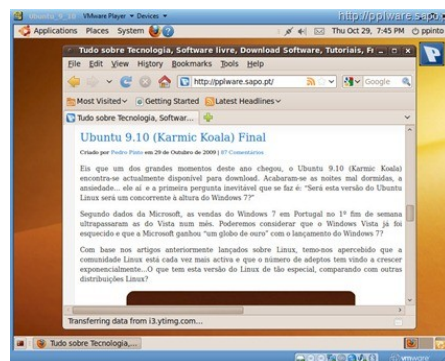 Ubuntu_9_10 VMware Player ▾ Devices ▾
http://pplware.sapo.pt
Applications Places System Thu Oct 29, 7:45 PM ppinto
Tudo sobre Tecnologia, Software livre, Download Software, Tutoriais, F
File Edit View History Bookmarks Tools Help
http://pplware.sapo.pt/ Google
Most Visited Getting Started Latest Headlines
Tudo sobre Tecnologia, Softwar...
Ubuntu 9.10 (Karmic Koala) Final
Criado por Pedro Pinto em 29 de Outubro de 2009 | 87 Comentários
Eis que um dos grandes momentos deste ano chegou, o Ubuntu 9.10 (Karmic Koala)
encontra-se actualmente disponível para download. Acabaram-se as noites mal dormidas, a
ansiedade... ele aí e a primeira pergunta inevitável que se faz é: "Será esta versão do Ubuntu
Linux será um concorrente à altura do Windows 7?"
Segundo dados da Microsoft, as vendas do Windows 7 em Portugal no 1º fim de semana
ultrapassaram as do Vista num mês. Poderemos considerar que o Windows Vista já foi
esquecido e que a Microsoft ganhou "um globo de ouro" com o lançamento do Windows 7?
Com base nos artigos anteriormente lançados sobre Linux, temo-nos apercebido que a
comunidade Linux está cada vez mais activa e que o número de adeptos tem vindo a crescer
exponencialmente...O que tem esta versão do Linux de tão especial, comparando com outras
distribuições Linux?
Transferring data from i3.ytimg.com...
Tudo sobre Tecnologia,...
vmware